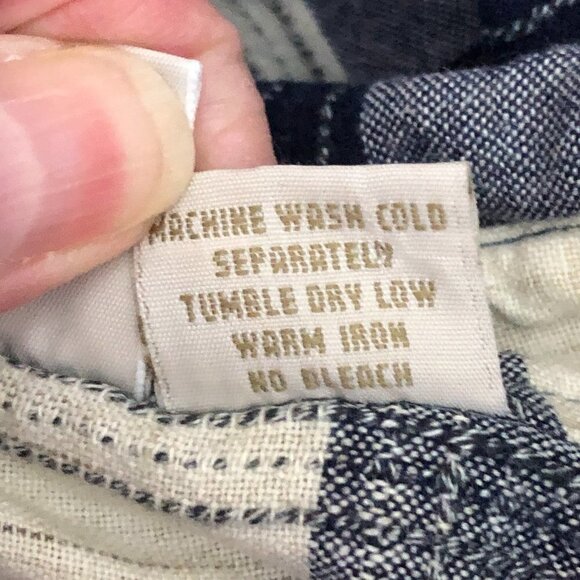 MACHINE WASH COLD
SEPARATELY
TUMBLE DRY LOW
WARM IRON
NO BLEACH